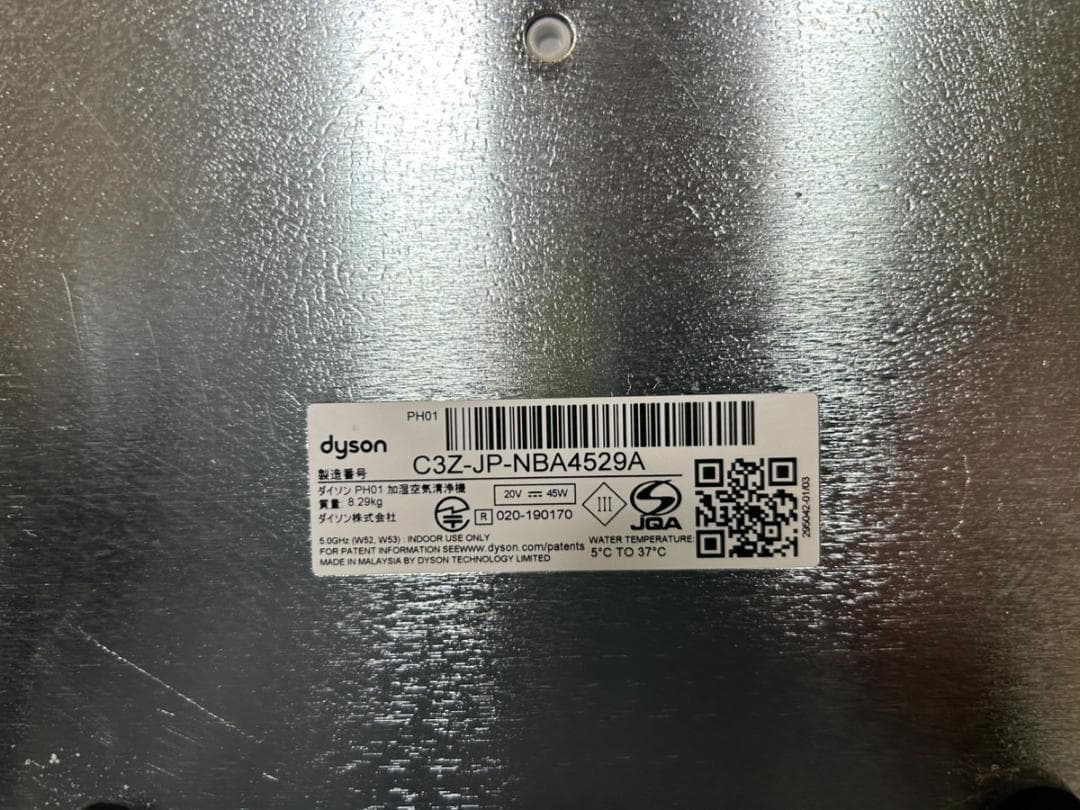 PH01
dyson
製造番号 C3Z-JP-NBA4529A
ダイソン PH01 加湿空気清浄機
質量: 8.29kg
ダイソン株式会社
20V ⎓ 45W
R 020-190170
III
JQA
5.0GHz (W52, W53) : INDOOR USE ONLY
FOR PATENT INFORMATION SEEwww.dyson.com/patents
MADE IN MALAYSIA BY DYSON TECHNOLOGY LIMITED
WATER TEMPERATURE:
5°C TO 37°C
295042-01/03